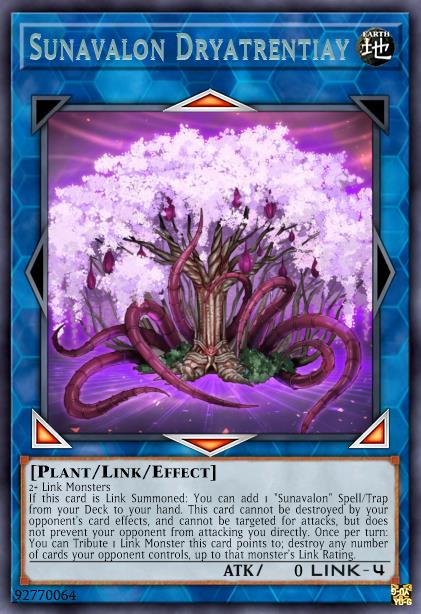 SUNAVALON DRYATRENTIAY
EARTH
地
[PLANT/LINK/EFFECT]
2+ Link Monsters
If this card is Link Summoned: You can add 1 "Sunavalon" Spell/Trap
from your Deck to your hand. This card cannot be destroyed by your
opponent's card effects, and cannot be targeted for attacks, but does
not prevent your opponent from attacking you directly. Once per turn:
You can Tribute 1 Link Monster this card points to; destroy any number
of cards your opponent controls, up to that monster's Link Rating.
ATK/ 0 LINK-4
92770064